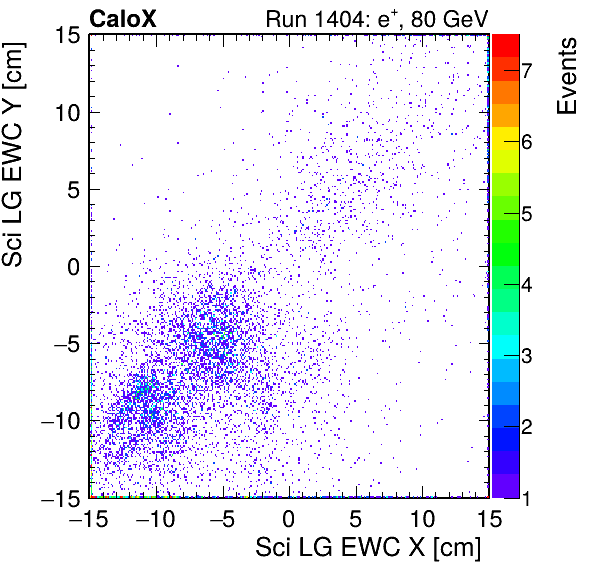 CaloX Run 1404: e⁺, 80 GeV
Sci LG EWC Y [cm]
Events
15
10
5
0
−5
−10
−15
7
6
5
4
3
2
1
−15 −10 −5 0 5 10 15
Sci LG EWC X [cm]